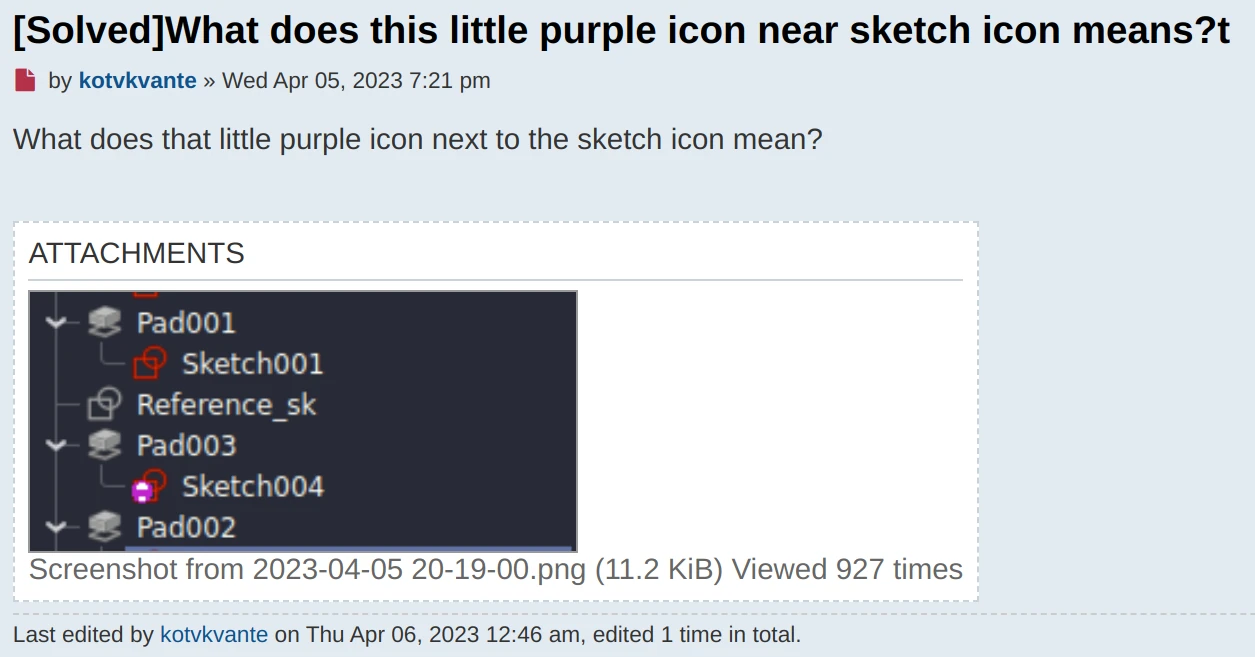 [Solved]What does this little purple icon near sketch icon means?t
by kotvkvante » Wed Apr 05, 2023 7:21 pm
What does that little purple icon next to the sketch icon mean?
ATTACHMENTS
Pad001
Sketch001
Reference_sk
Pad003
Sketch004
Pad002
Screenshot from 2023-04-05 20-19-00.png (11.2 KiB) Viewed 927 times
Last edited by kotvkvante on Thu Apr 06, 2023 12:46 am, edited 1 time in total.